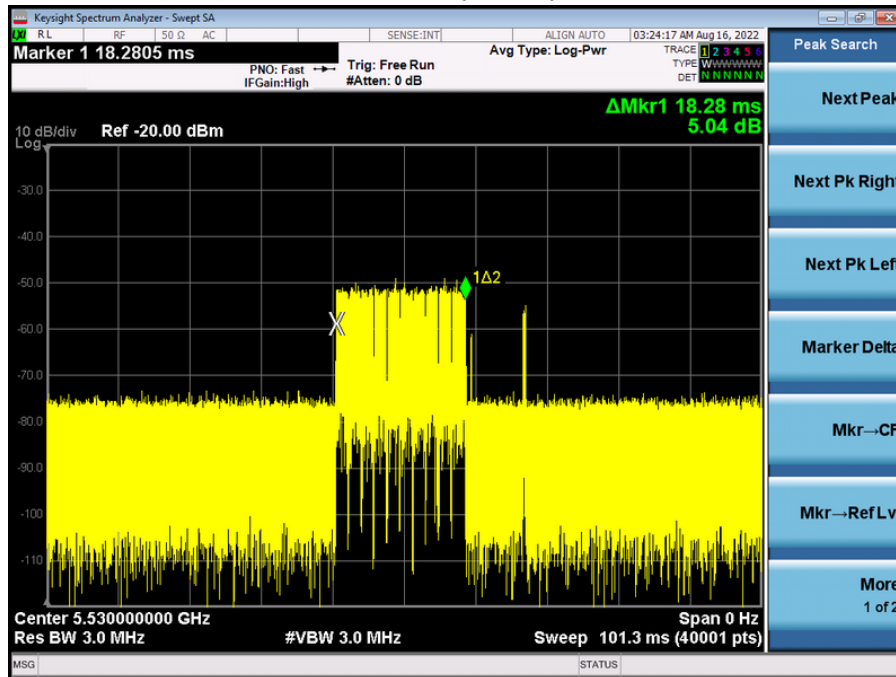 Keysight Spectrum Analyzer - Swept SA
LXI RL RF 50 Ω AC SENSE:INT ALIGN AUTO 03:24:17 AM Aug 16, 2022
Marker 1 18.2805 ms
PNO: Fast
IFGain:High
Trig: Free Run
#Atten: 0 dB
Avg Type: Log-Pwr
TRACE 1 2 3 4 5 6
TYPE W
DET N N N N N N
Peak Search
ΔMkr1 18.28 ms
5.04 dB
10 dB/div Ref -20.00 dBm
Log
-30.0
-40.0
-50.0
-60.0
-70.0
-80.0
-90.0
-100
-110
1Δ2
X
Center 5.530000000 GHz
Span 0 Hz
Res BW 3.0 MHz
#VBW 3.0 MHz
Sweep 101.3 ms (40001 pts)
MSG
STATUS
Next Peak
Next Pk Right
Next Pk Left
Marker Delta
Mkr→CF
Mkr→Ref Lv
More
1 of 2